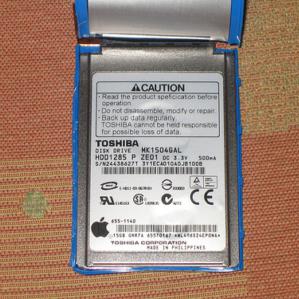 CAUTION
Read the product specification before operation.
Do not disassemble, modify or repair.
Back up data regularly.
TOSHIBA cannot be held responsible for possible loss of data.
TOSHIBA
DISK DRIVE MK1504GAL
HDD1285 P ZE01 DC 3.3V 500mA
S/N24438627T
655-1140
TOSHIBA CORPORATION
MADE IN PHILIPPINES